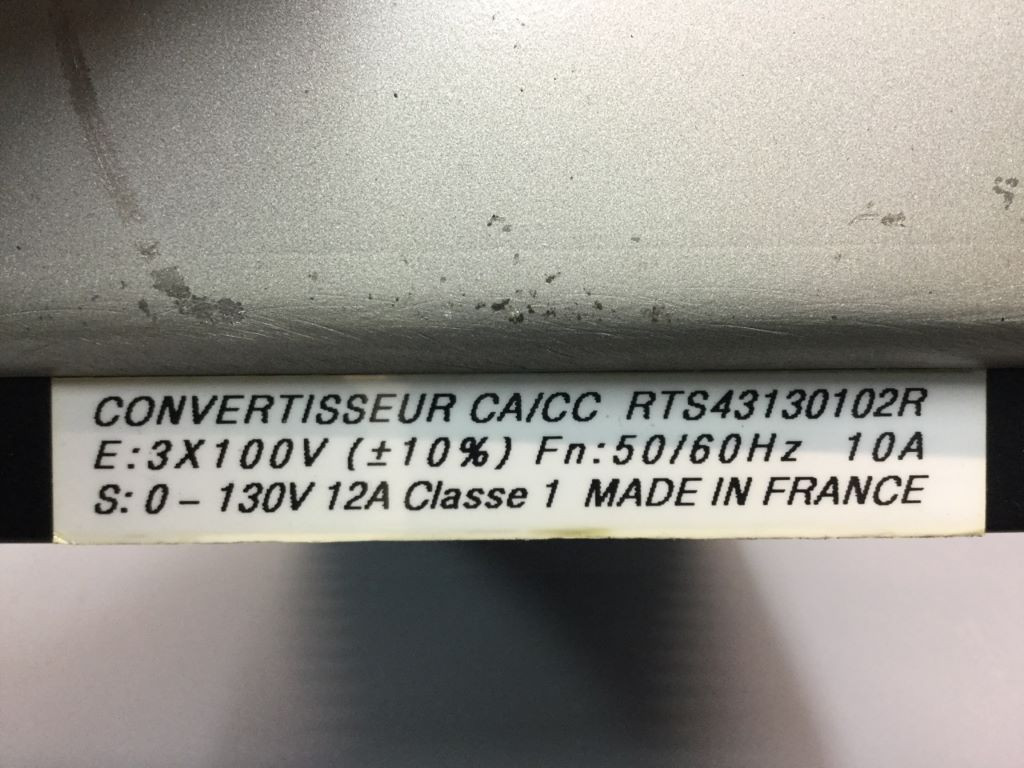 CONVERTISSEUR CA/CC RTS43130102R
E:3X100V (±10%) Fn:50/60Hz 10A
S: 0 – 130V 12A Classe 1 MADE IN FRANCE